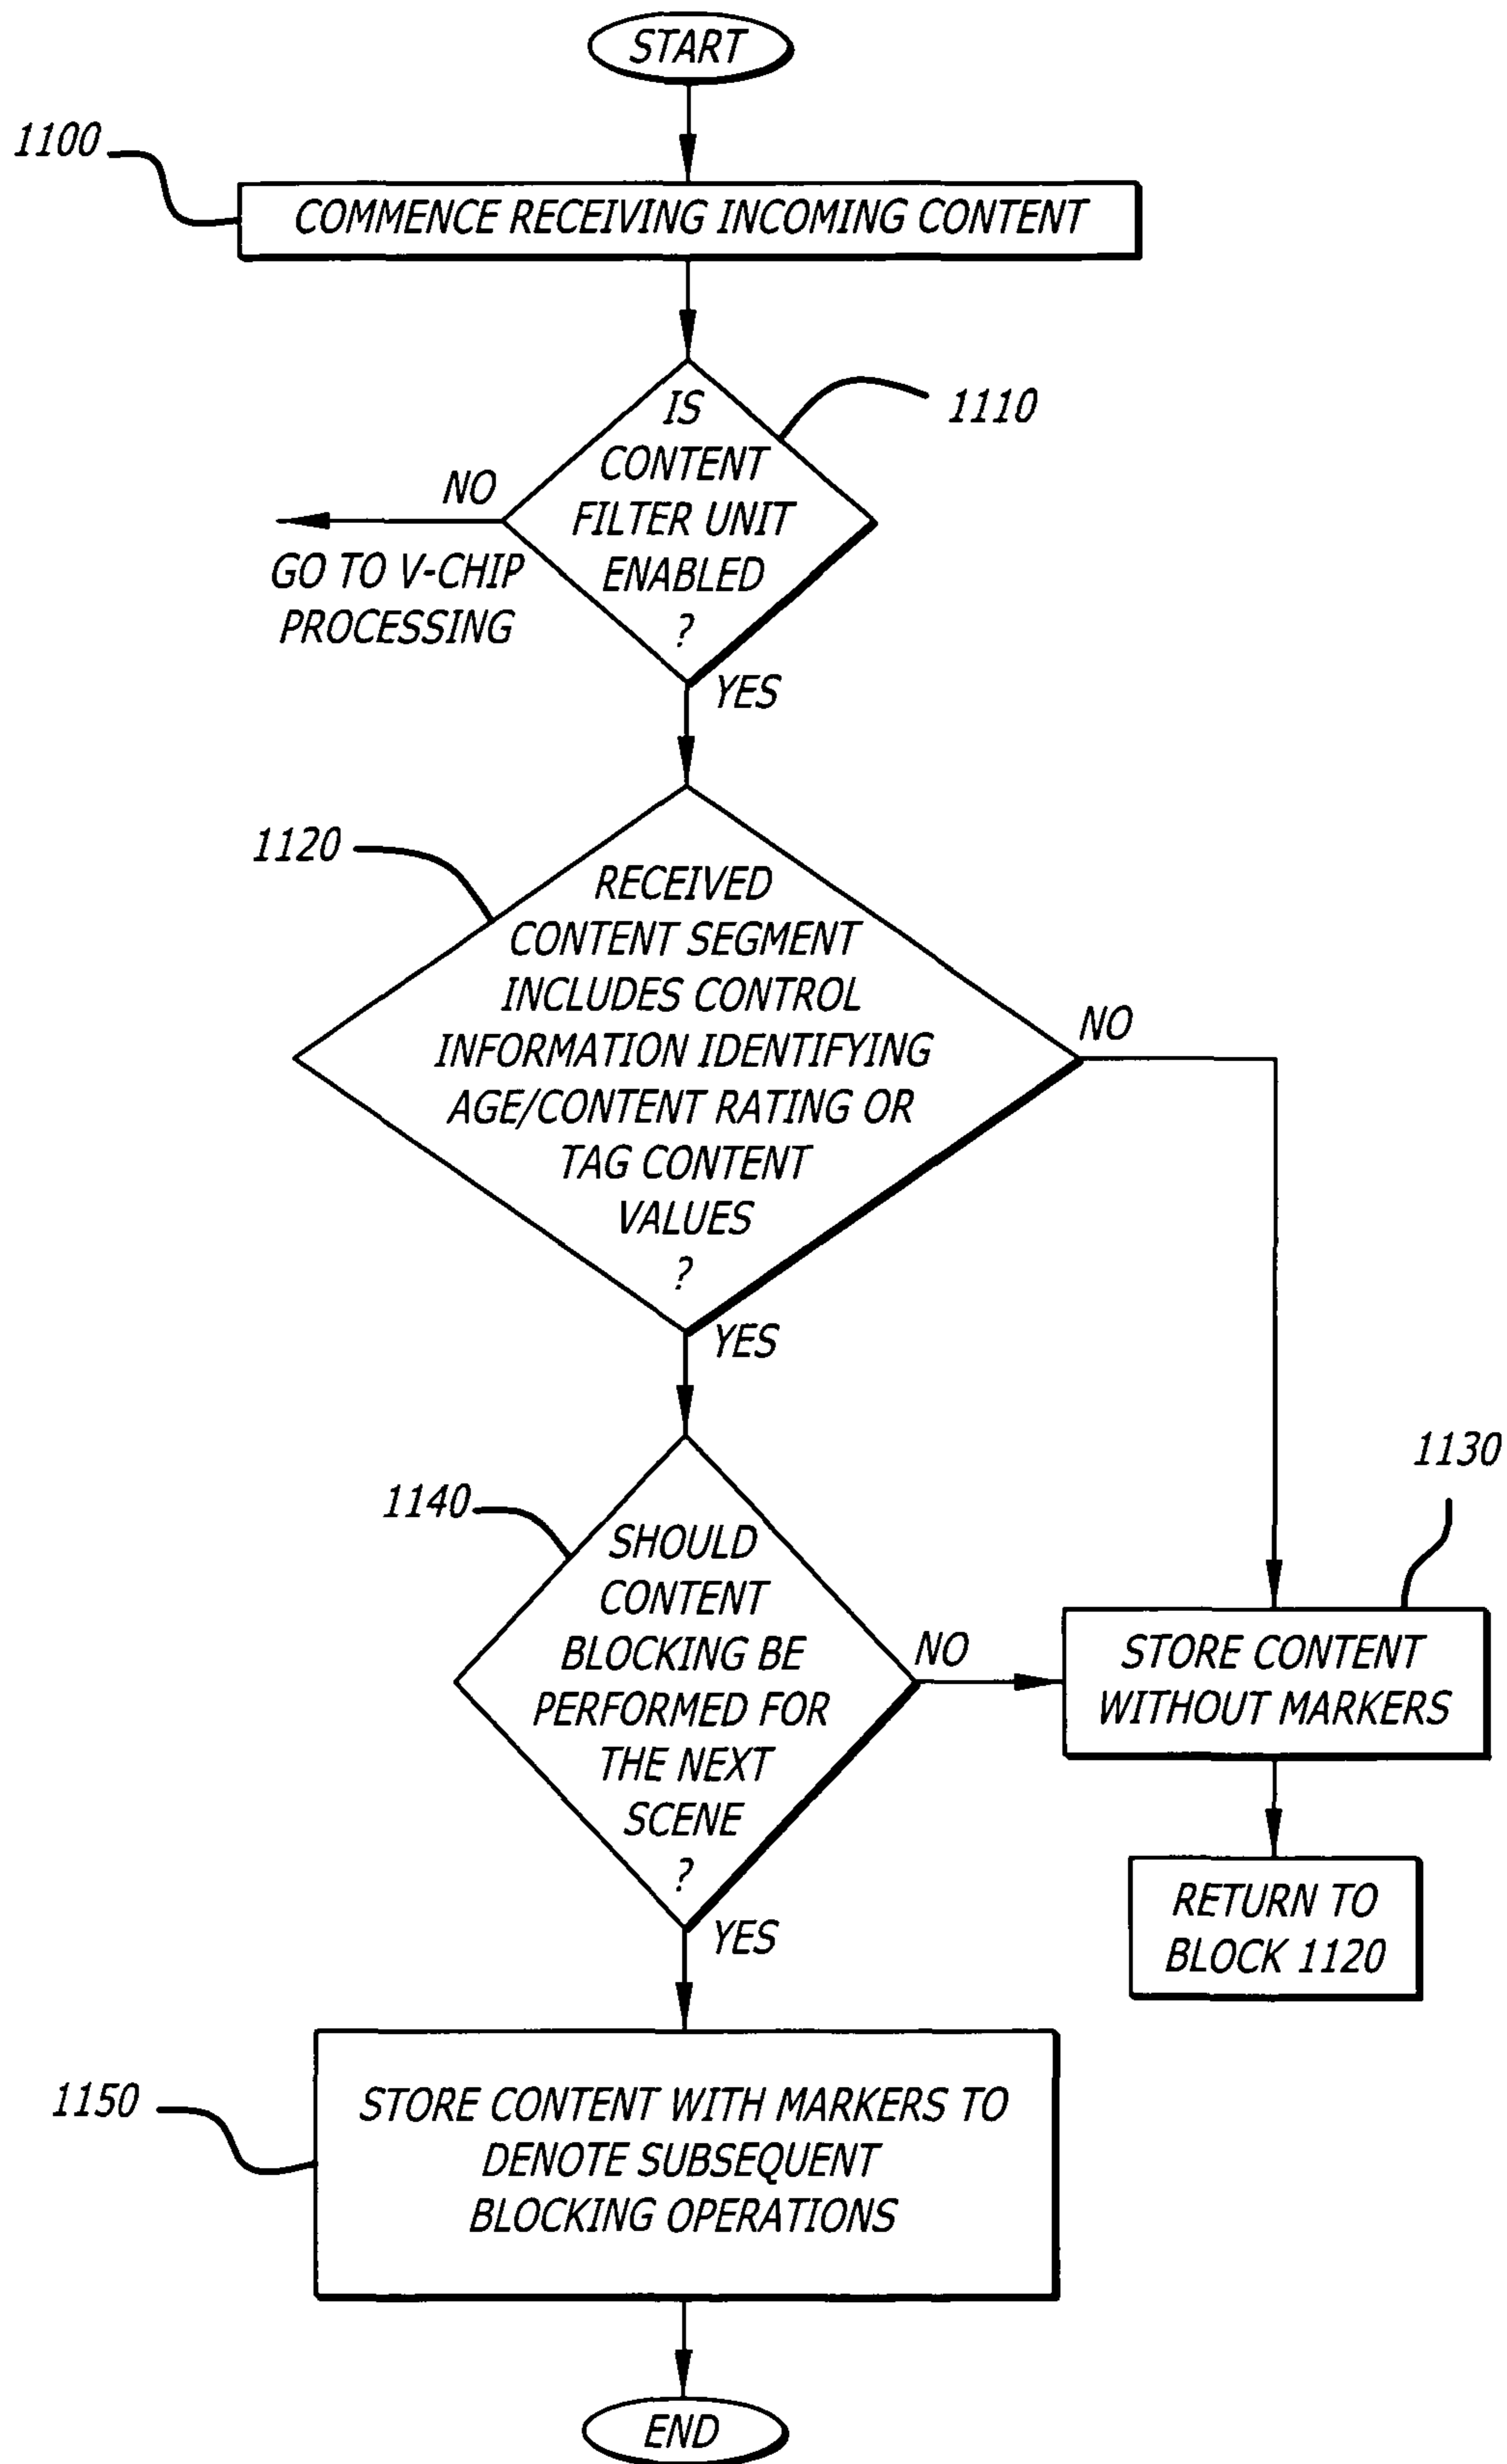 START
1100
COMMENCE RECEIVING INCOMING CONTENT
IS
CONTENT
FILTER UNIT
ENABLED
?
1110
NO
GO TO V-CHIP
PROCESSING
YES
1120
RECEIVED
CONTENT SEGMENT
INCLUDES CONTROL
INFORMATION IDENTIFYING
AGE/CONTENT RATING OR
TAG CONTENT
VALUES
?
NO
YES
1130
1140
SHOULD
CONTENT
BLOCKING BE
PERFORMED FOR
THE NEXT
SCENE
?
NO
STORE CONTENT
WITHOUT MARKERS
RETURN TO
BLOCK 1120
YES
1150
STORE CONTENT WITH MARKERS TO
DENOTE SUBSEQUENT
BLOCKING OPERATIONS
END